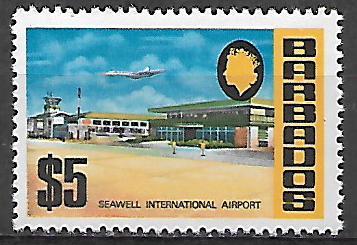 BARBADOS
$5
SEAWELL INTERNATIONAL AIRPORT